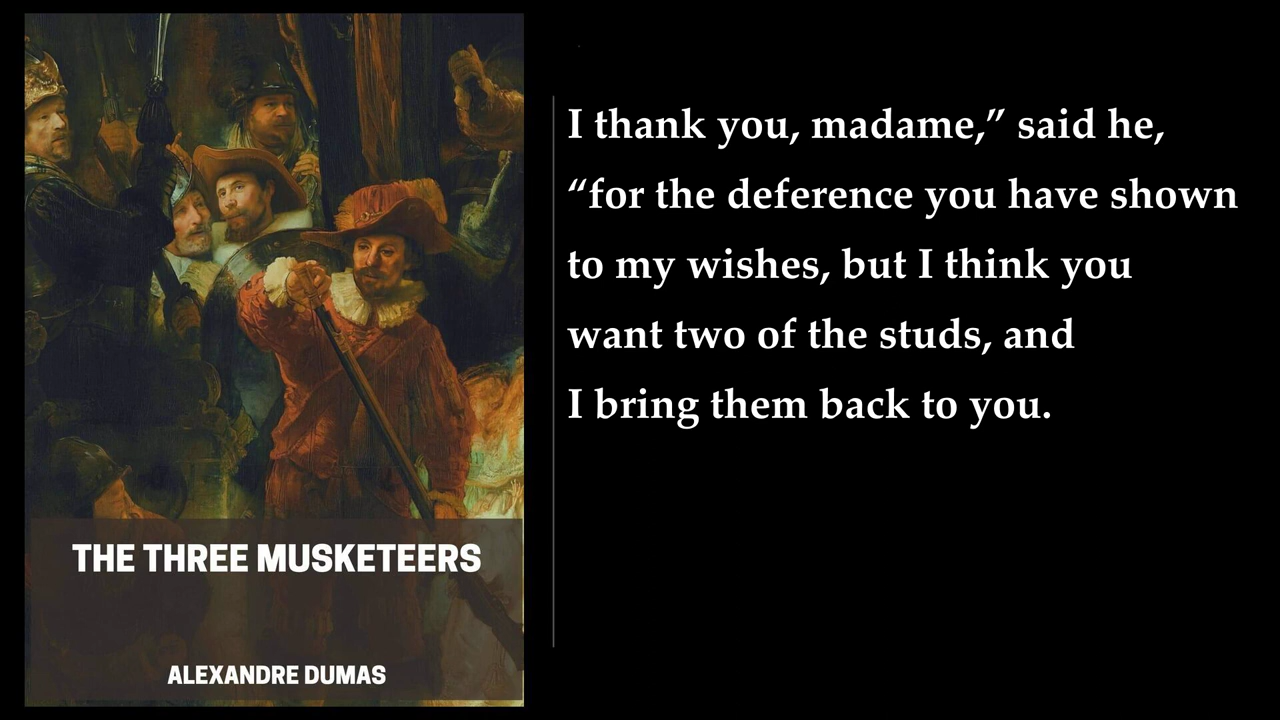 THE THREE MUSKETEERS
ALEXANDRE DUMAS
I thank you, madame,” said he,
“for the deference you have shown
to my wishes, but I think you
want two of the studs, and
I bring them back to you.